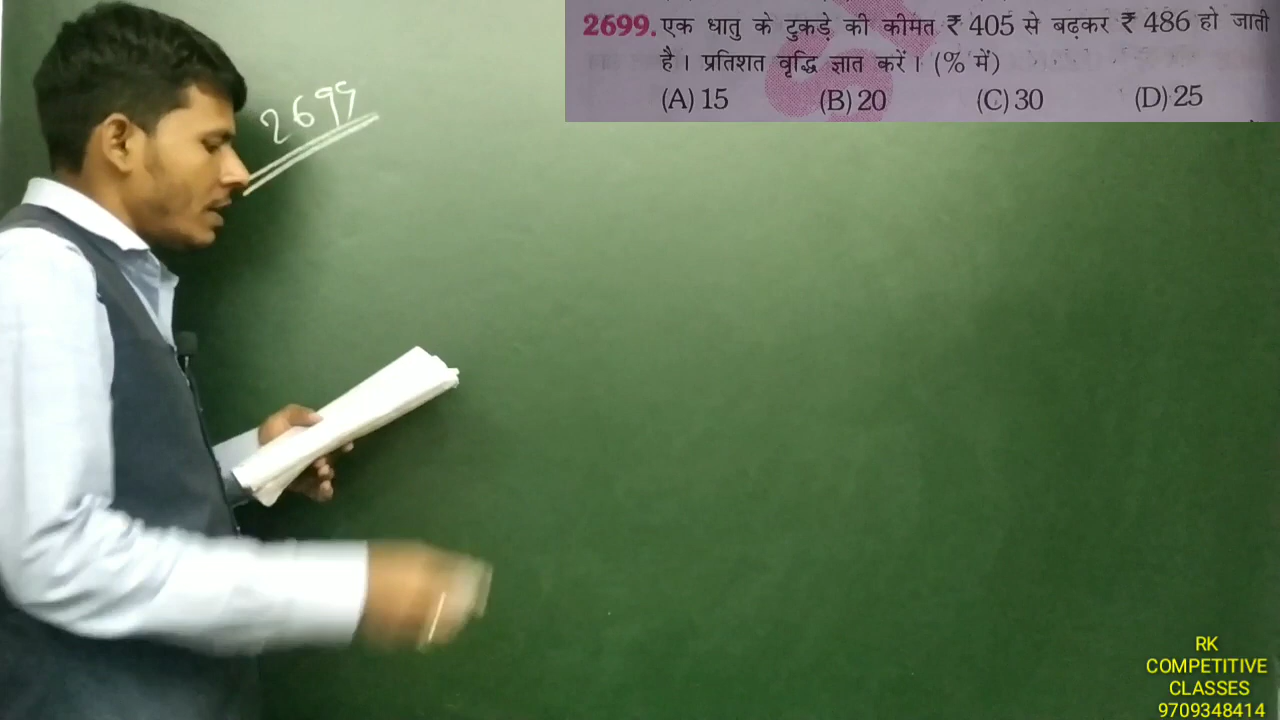 2699. एक धातु के टुकड़े की कीमत ₹ 405 से बढ़कर ₹ 486 हो जाती
है। प्रतिशत वृद्धि ज्ञात करें। (% में)
(A) 15 (B) 20 (C) 30 (D) 25
2699
RK
COMPETITIVE
CLASSES
9709348414